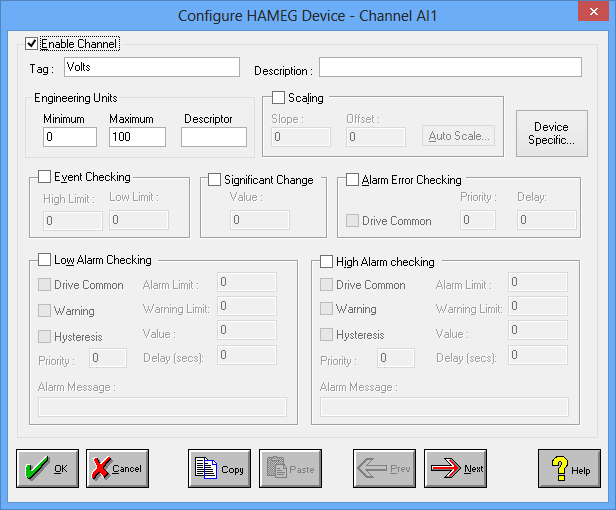 Configure HAMEG Device - Channel AI1
Enable Channel
Tag : Volts Description :
Engineering Units
Minimum Maximum Descriptor
0 100
Scaling
Slope : Offset :
0 0 Auto Scale...
Device Specific...
Event Checking
High Limit : Low Limit :
0 0
Significant Change
Value :
0
Alarm Error Checking
Priority : Delay:
Drive Common 0 0
Low Alarm Checking
Drive Common Alarm Limit : 0
Warning Warning Limit: 0
Hysteresis Value : 0
Priority : 0 Delay (secs): 0
Alarm Message :
High Alarm checking
Drive Common Alarm Limit : 0
Warning Warning Limit: 0
Hysteresis Value : 0
Priority : 0 Delay (secs): 0
Alarm Message :
OK Cancel Copy Paste Prev Next ? Help